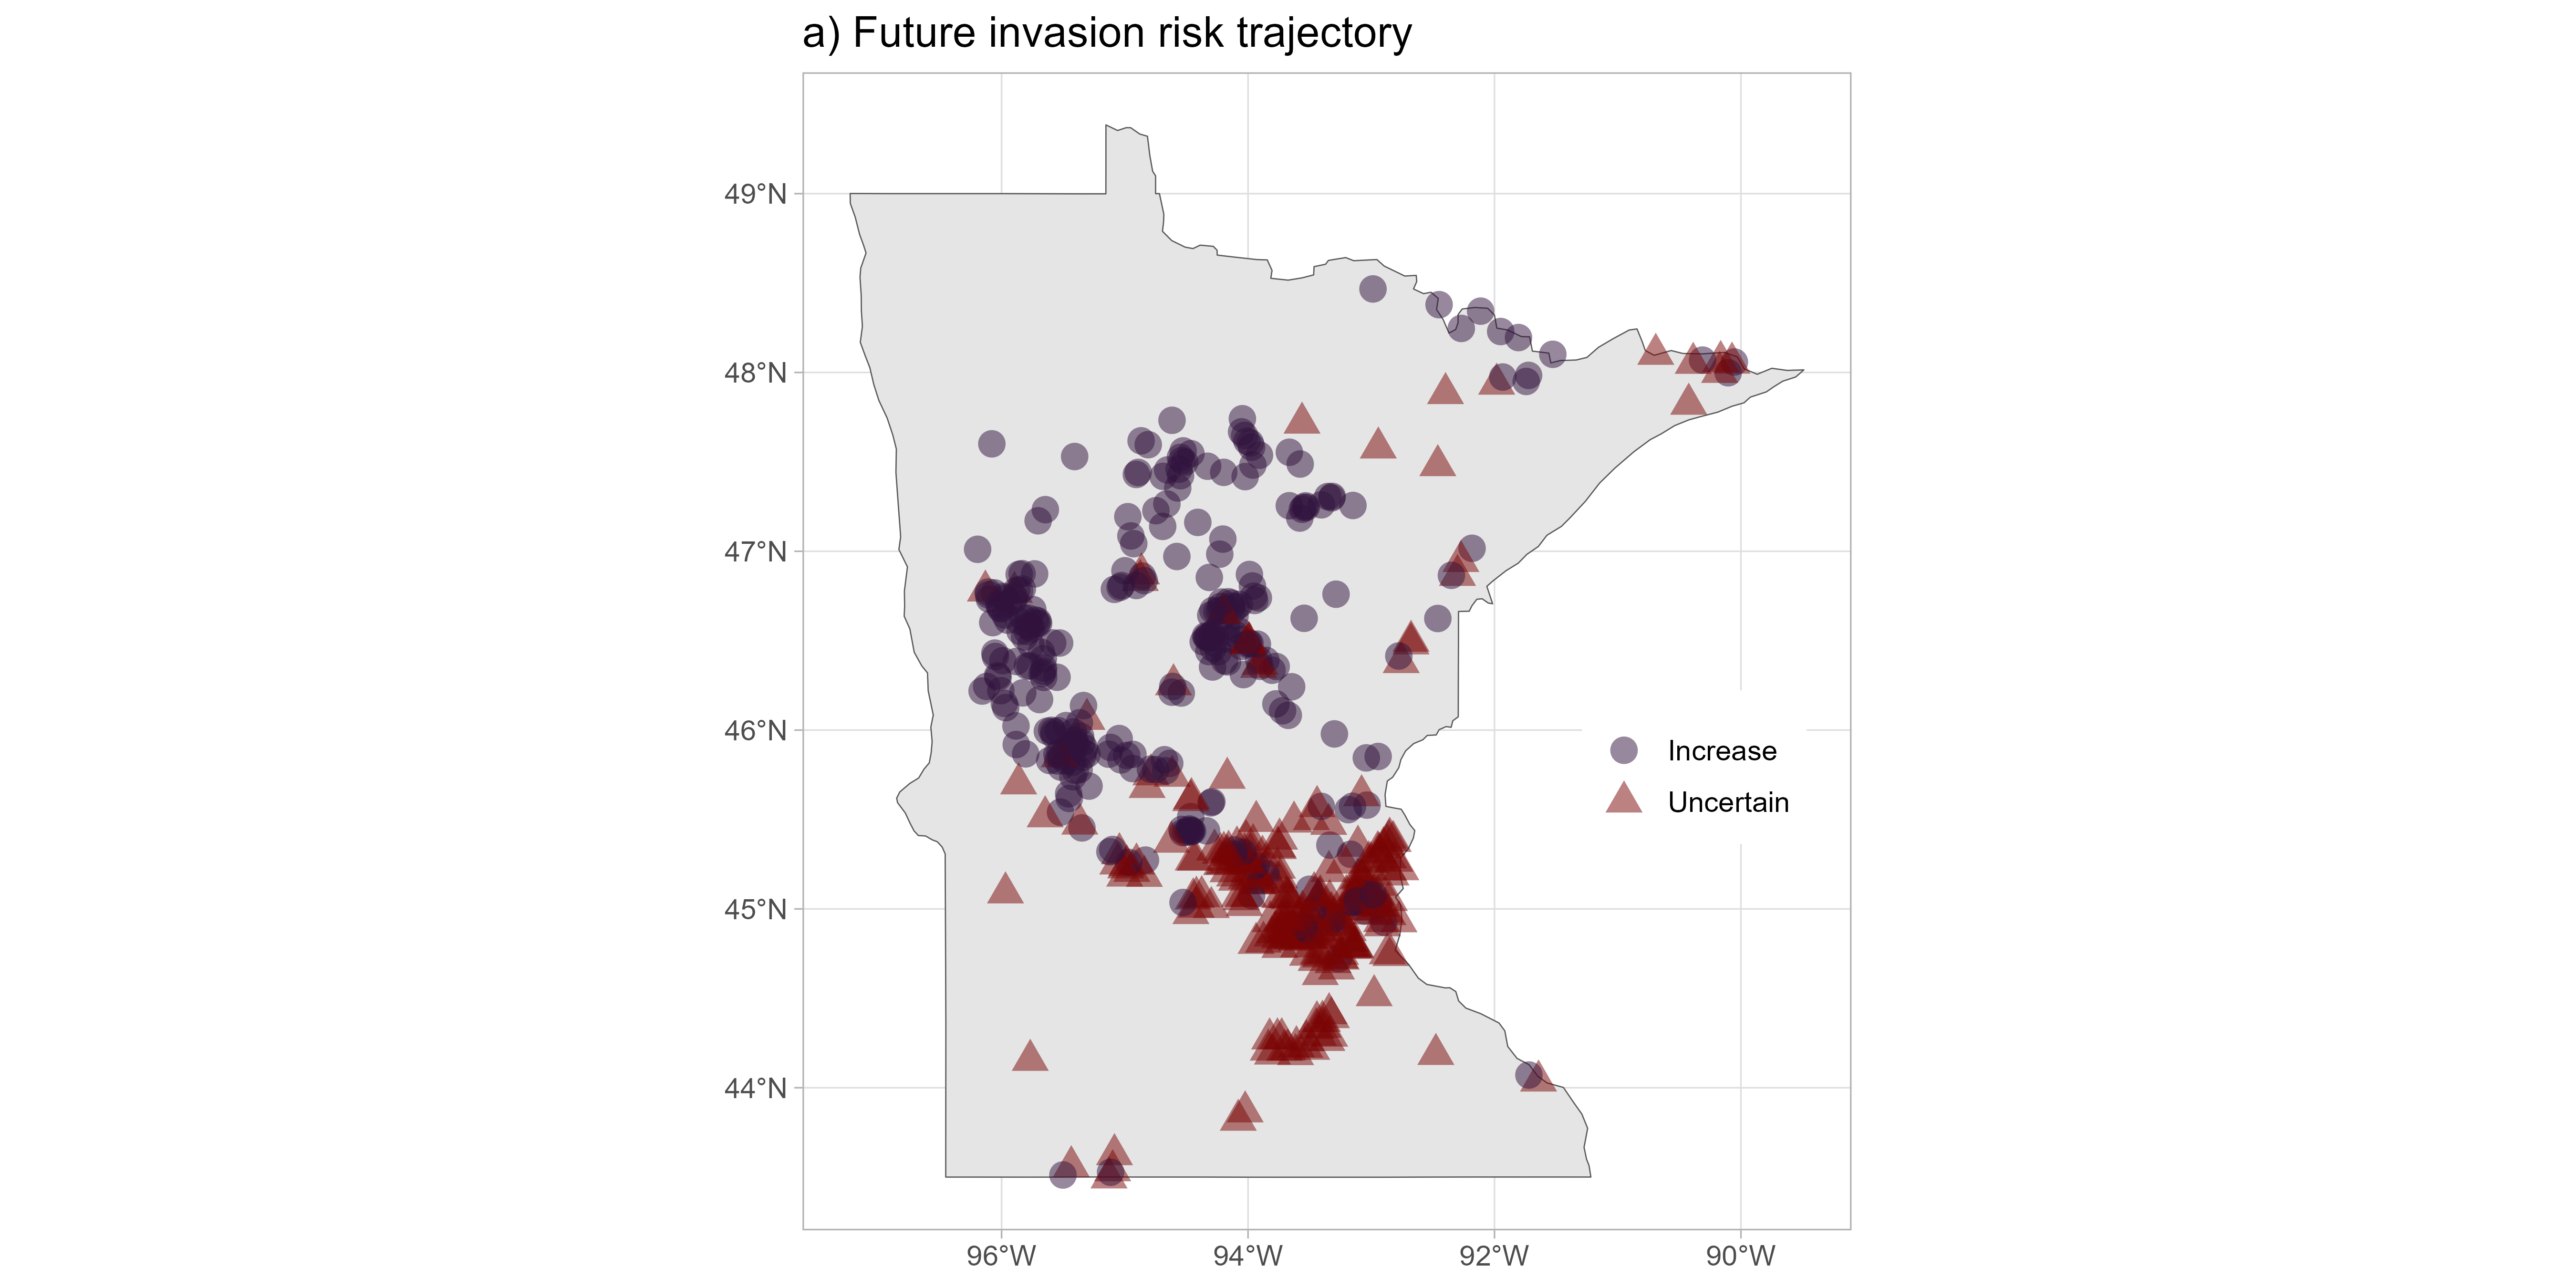 a) Future invasion risk trajectory
49°N
48°N
47°N
46°N
45°N
44°N
Increase
Uncertain
96°W
94°W
92°W
90°W